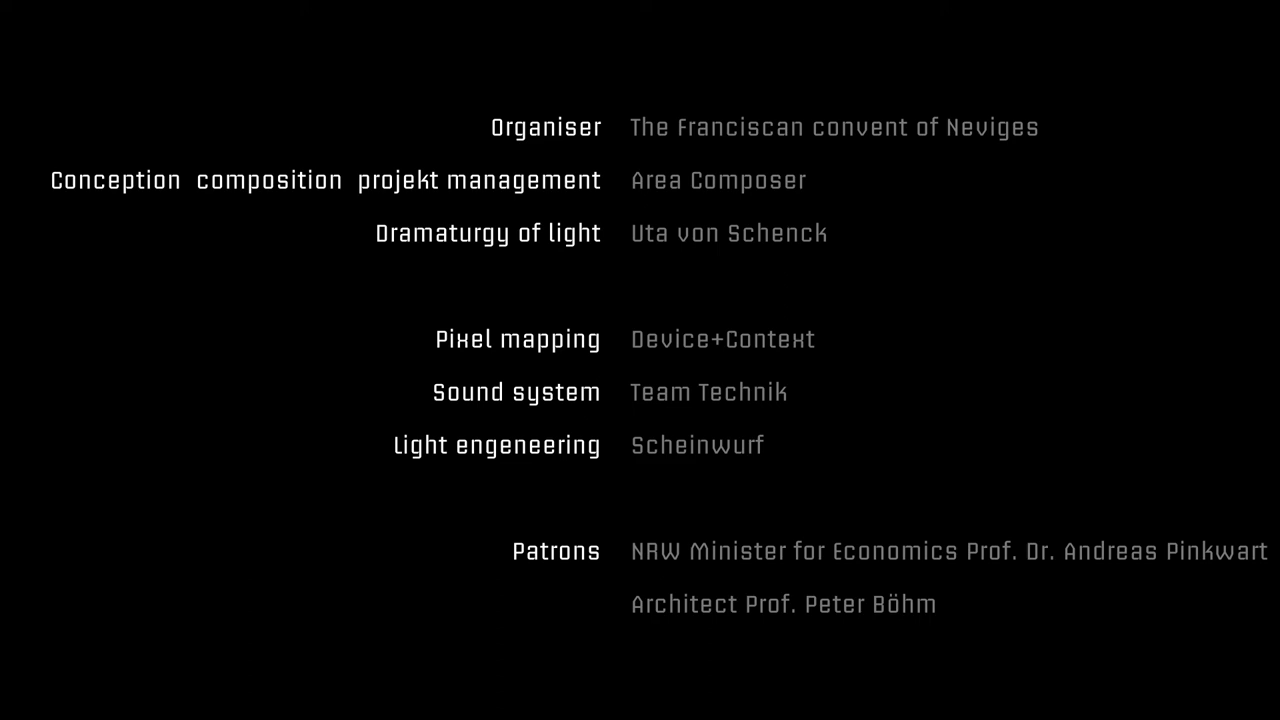 Organiser The Franciscan convent of Neviges
Conception composition projekt management Area Composer
Dramaturgy of light Uta von Schenck
Pixel mapping Device+Context
Sound system Team Technik
Light engeneering Scheinwurf
Patrons NRW Minister for Economics Prof. Dr. Andreas Pinkwart
Architect Prof. Peter Böhm